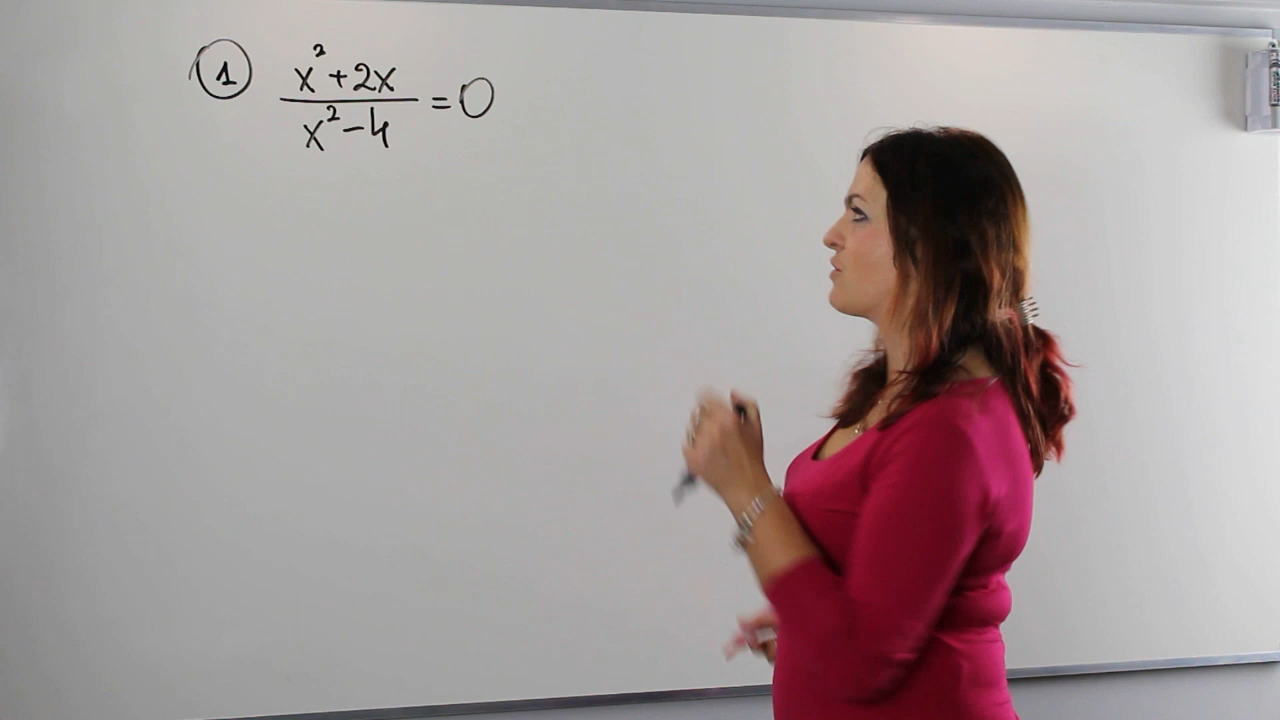 ① x²+2x
x²-4 =0